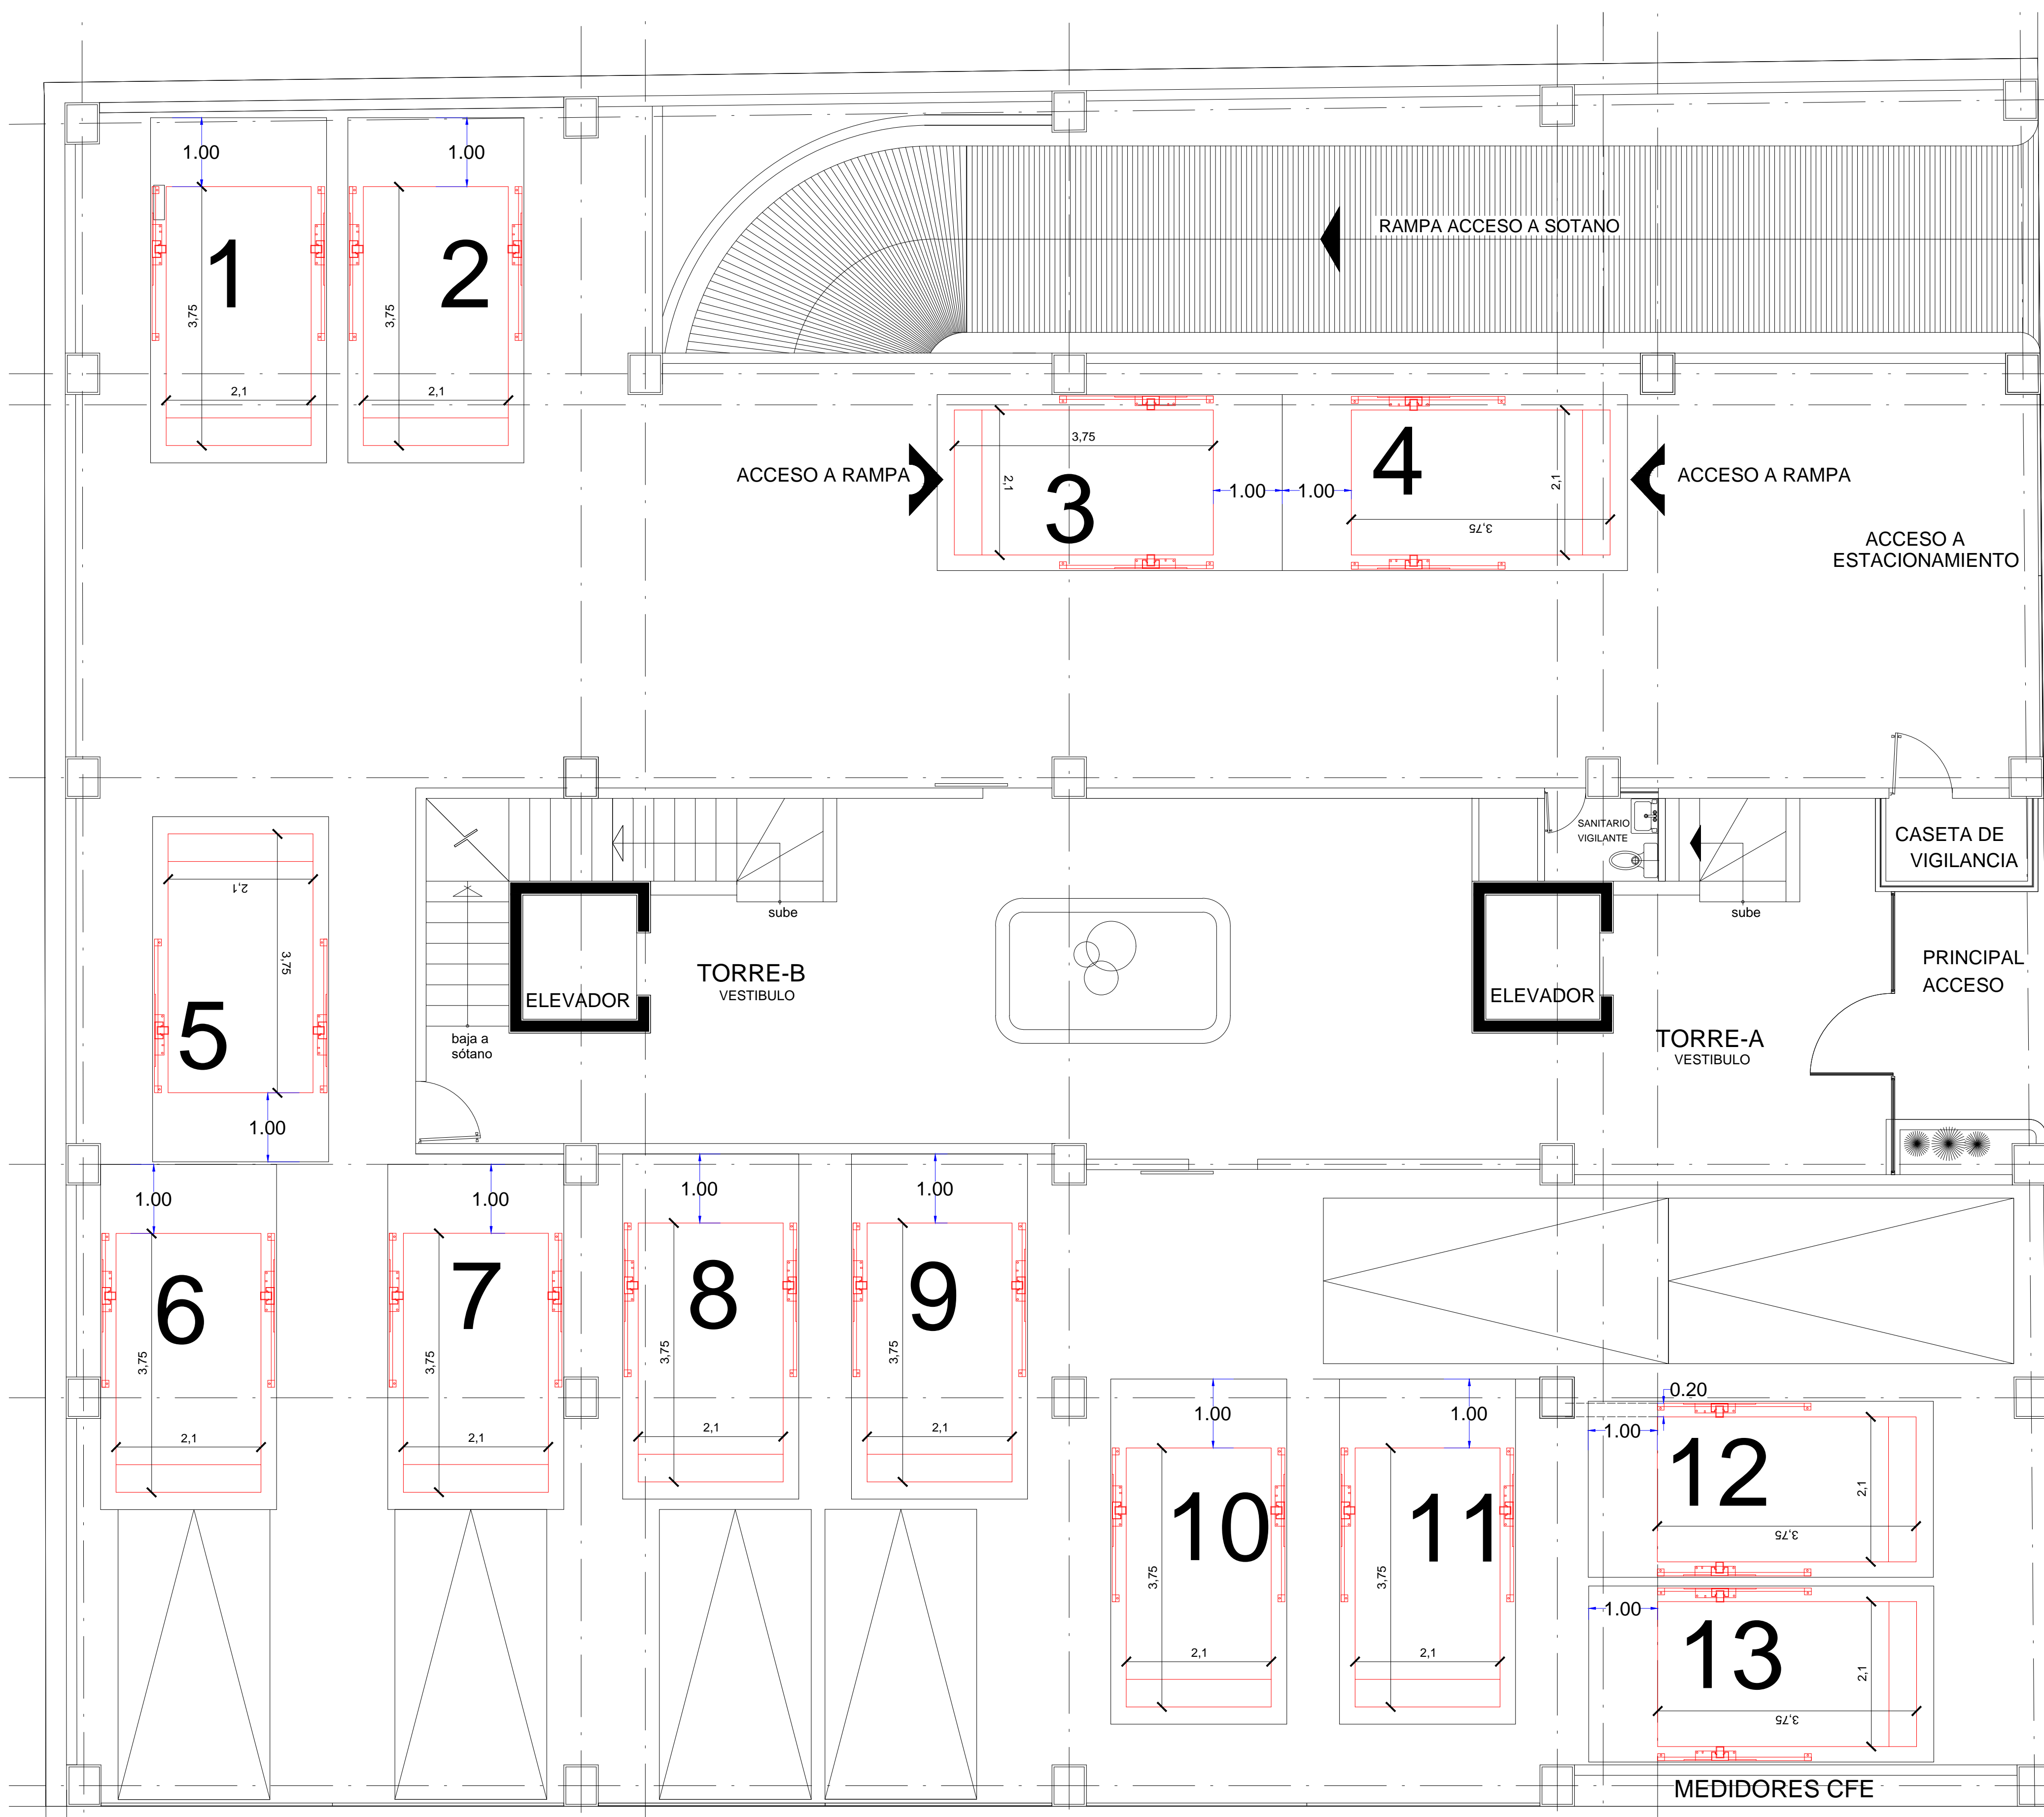 1.00
1.00
1
2
3,75
3,75
2,1
2,1
RAMPA ACCESO A SOTANO
ACCESO A RAMPA
3,75
2,1
3
1.00
1.00
4
2,1
3,75
ACCESO A RAMPA
ACCESO A
ESTACIONAMIENTO
2,1
3,75
5
1.00
sube
ELEVADOR
baja a
sótano
TORRE-B
VESTIBULO
SANITARIO
VIGILANTE
sube
ELEVADOR
TORRE-A
VESTIBULO
CASETA DE
VIGILANCIA
PRINCIPAL
ACCESO
1.00
6
3,75
2,1
1.00
7
3,75
2,1
1.00
8
3,75
2,1
1.00
9
3,75
2,1
1.00
10
3,75
2,1
1.00
11
3,75
2,1
0.20
1.00
12
2,1
3,75
1.00
13
2,1
3,75
MEDIDORES CFE